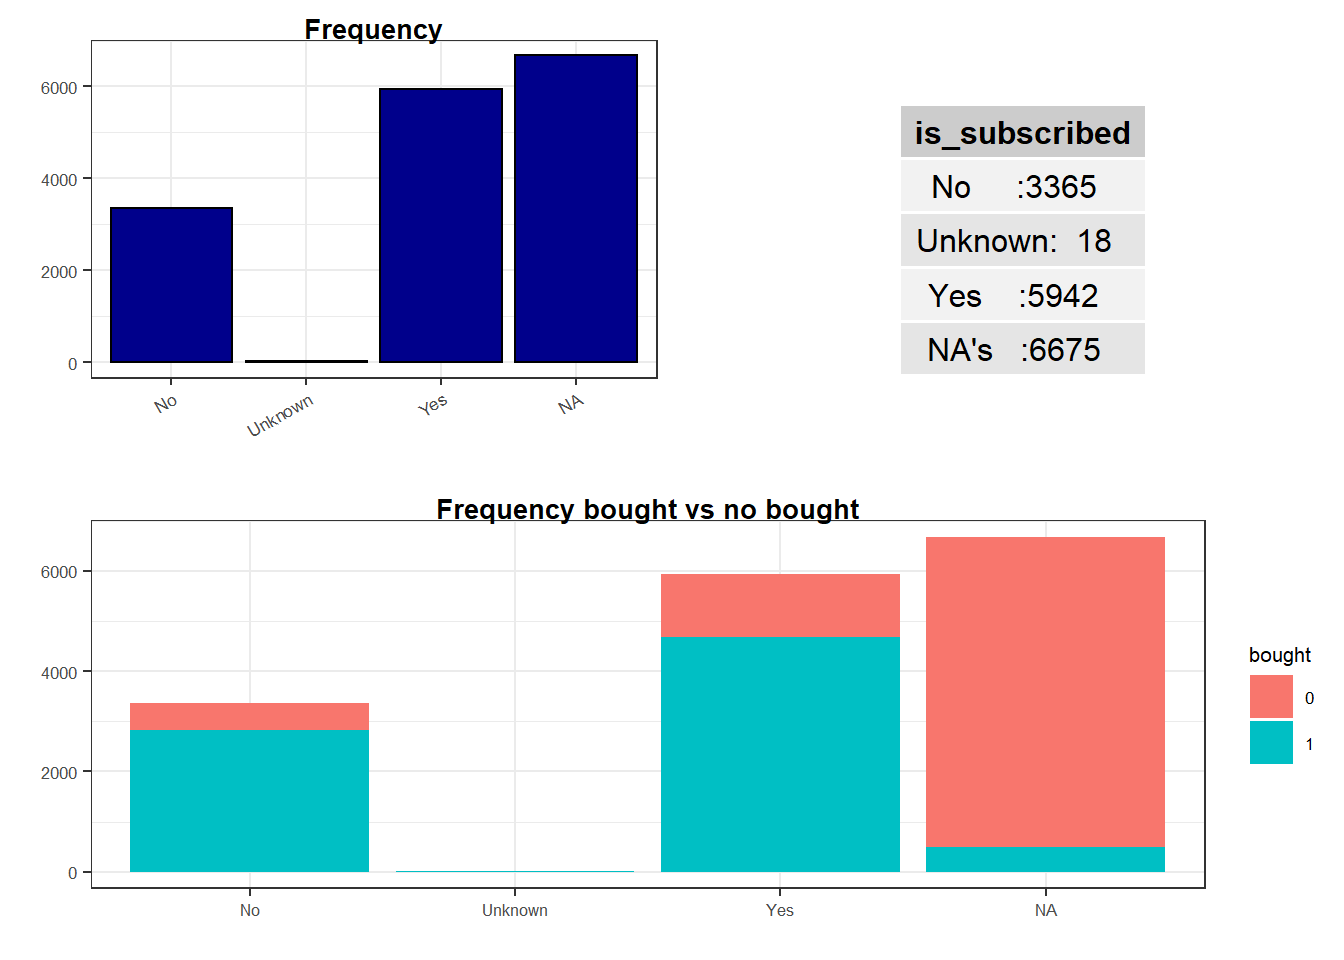 Frequency
6000
4000
2000
0
No
Unknown
Yes
NA
is_subscribed
No :3365
Unknown: 18
Yes :5942
NA's :6675
Frequency bought vs no bought
6000
4000
2000
0
No
Unknown
Yes
NA
bought
0
1